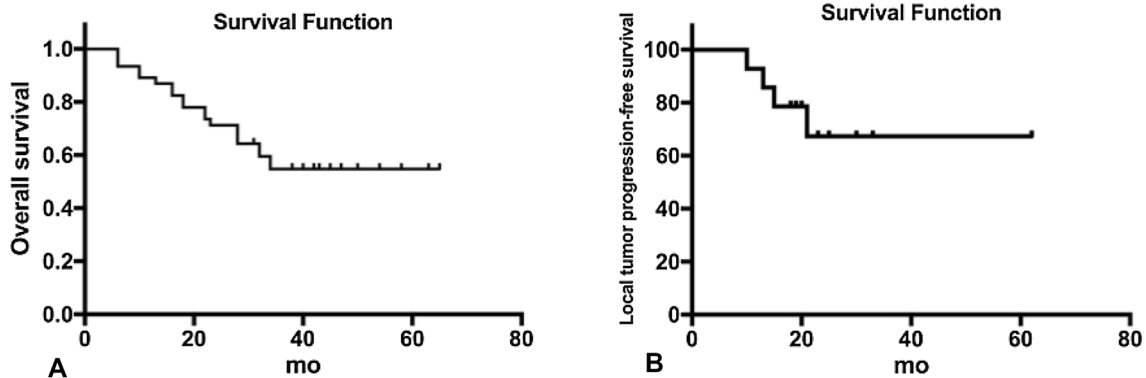 Survival Function
Overall survival
1.0
0.8
0.6
0.4
0.2
0.0
0 20 40 60 80
mo
A
Survival Function
Local tumor progression-free survival
100
80
60
40
20
0
0 20 40 60 80
mo
B